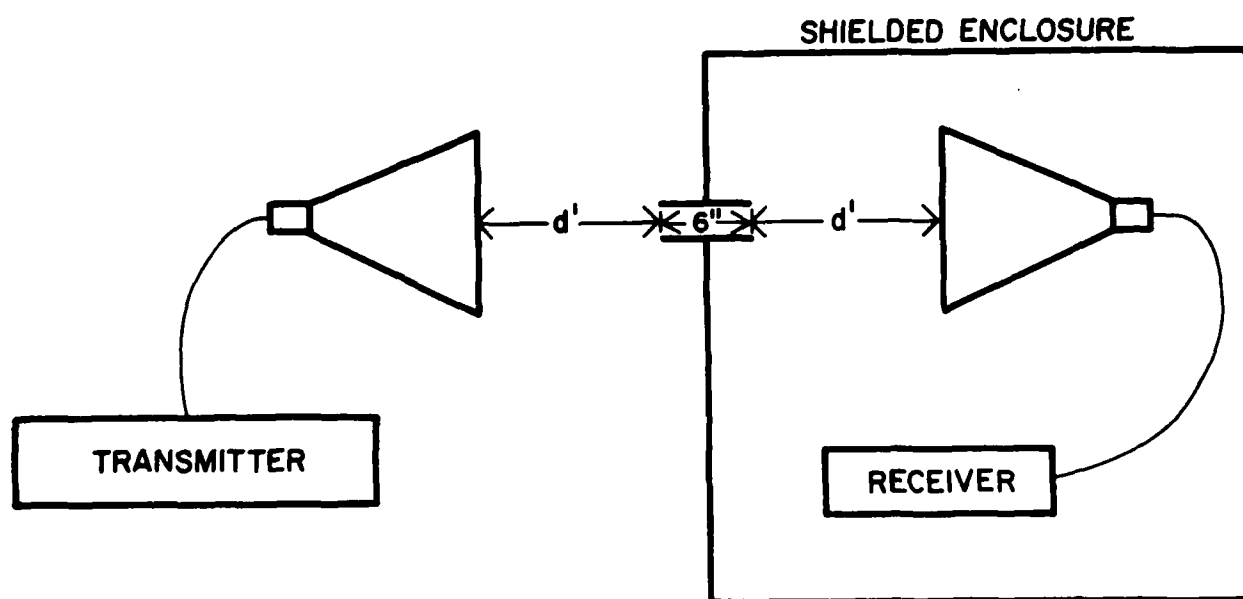 SHIELDED ENCLOSURE
d' 6" d'
TRANSMITTER
RECEIVER